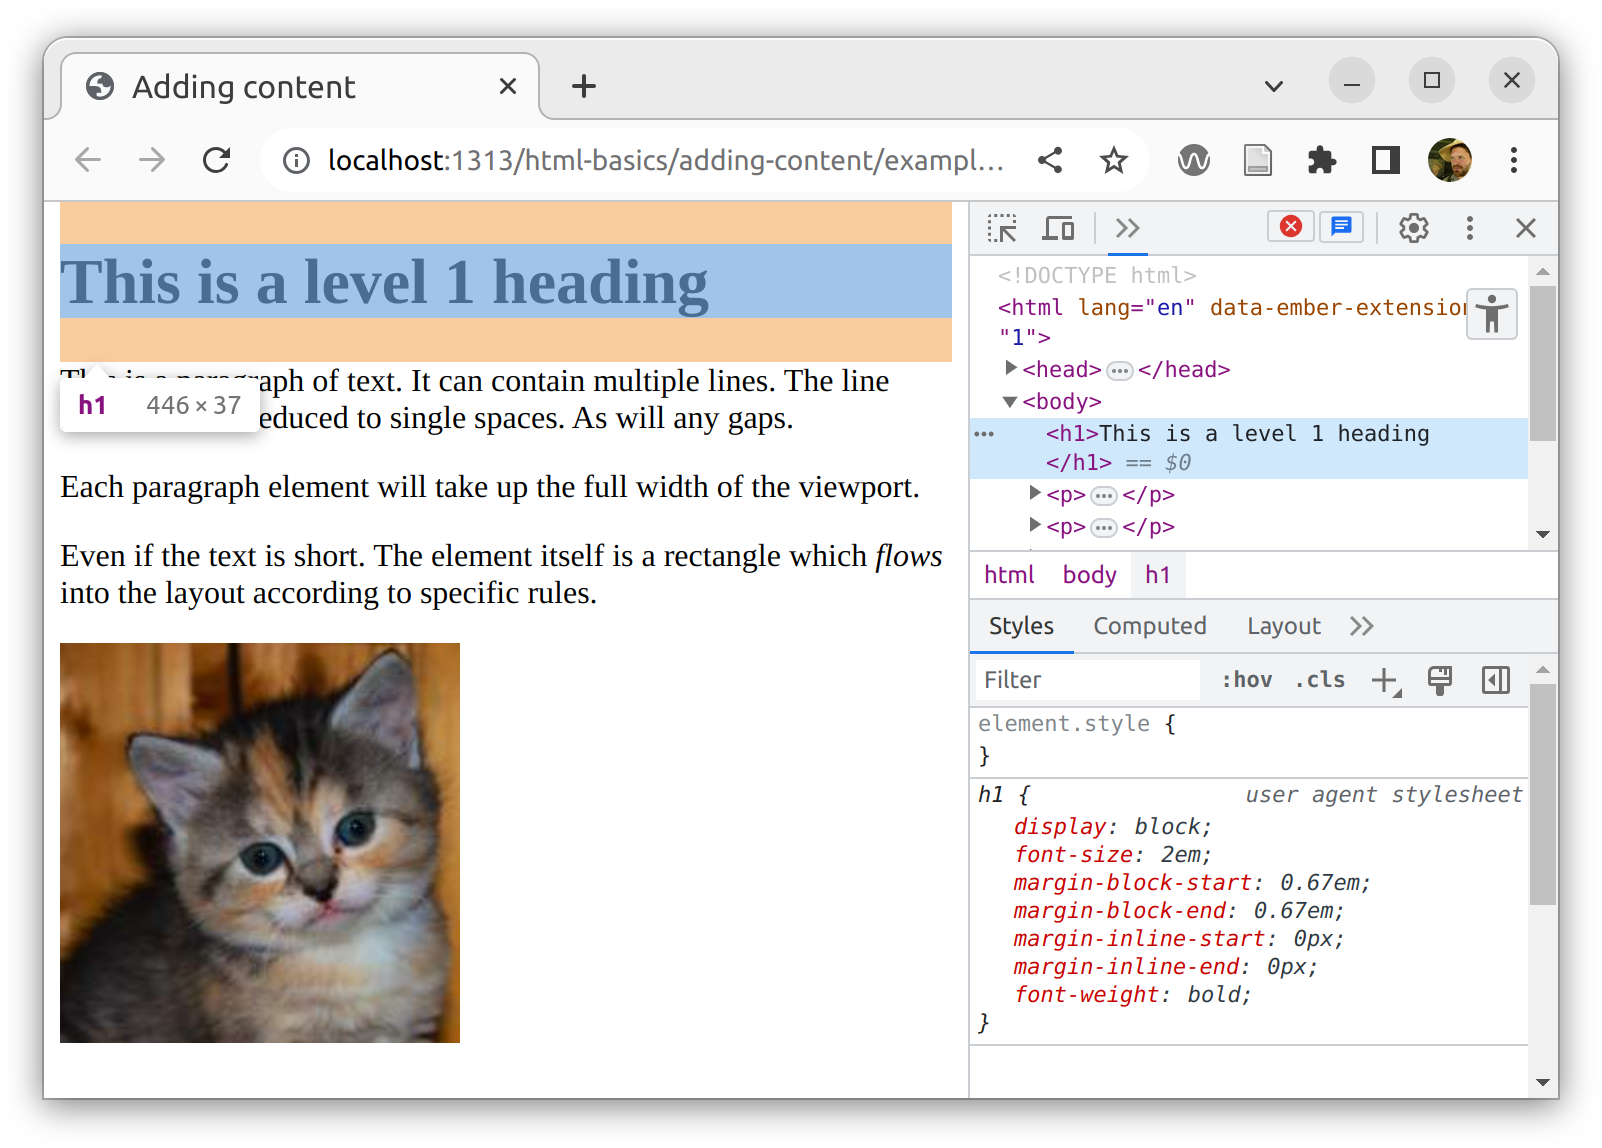 Adding content
localhost:1313/html-basics/adding-content/exampl...
This is a level 1 heading
h1 446 × 37
paragraph of text. It can contain multiple lines. The line
educed to single spaces. As will any gaps.
Each paragraph element will take up the full width of the viewport.
Even if the text is short. The element itself is a rectangle which flows
into the layout according to specific rules.
<!DOCTYPE html>
<html lang="en" data-ember-extension
"1">
<head>…</head>
<body>
<h1>This is a level 1 heading
</h1> == $0
<p>…</p>
<p>…</p>
html body h1
Styles Computed Layout
Filter :hov .cls
element.style {
}
h1 { user agent stylesheet
display: block;
font-size: 2em;
margin-block-start: 0.67em;
margin-block-end: 0.67em;
margin-inline-start: 0px;
margin-inline-end: 0px;
font-weight: bold;
}